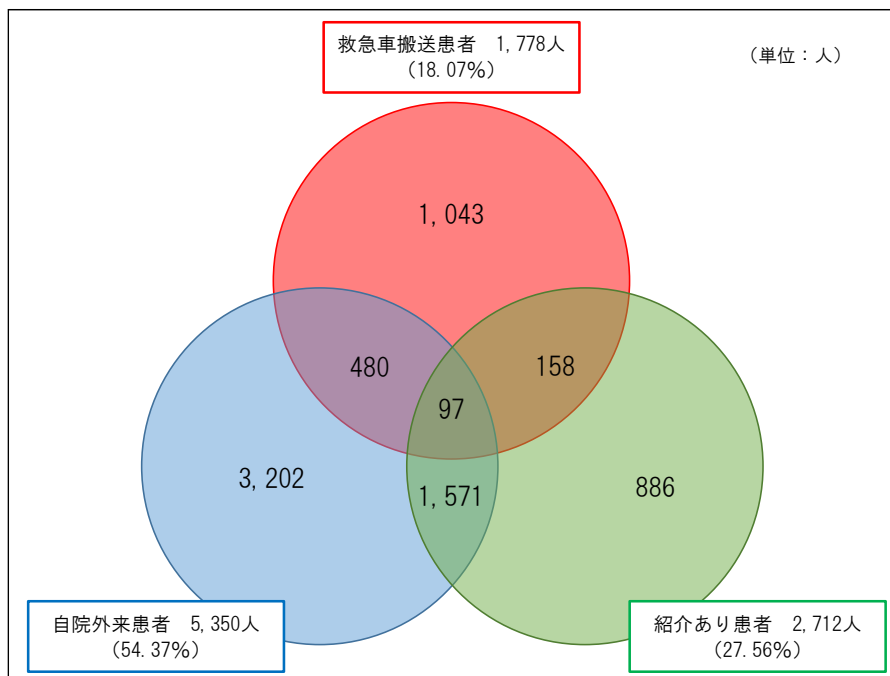 救急車搬送患者　1,778人
(18.07%)
（単位：人）
1,043
480
158
97
3,202
1,571
886
自院外来患者　5,350人
(54.37%)
紹介あり患者　2,712人
(27.56%)